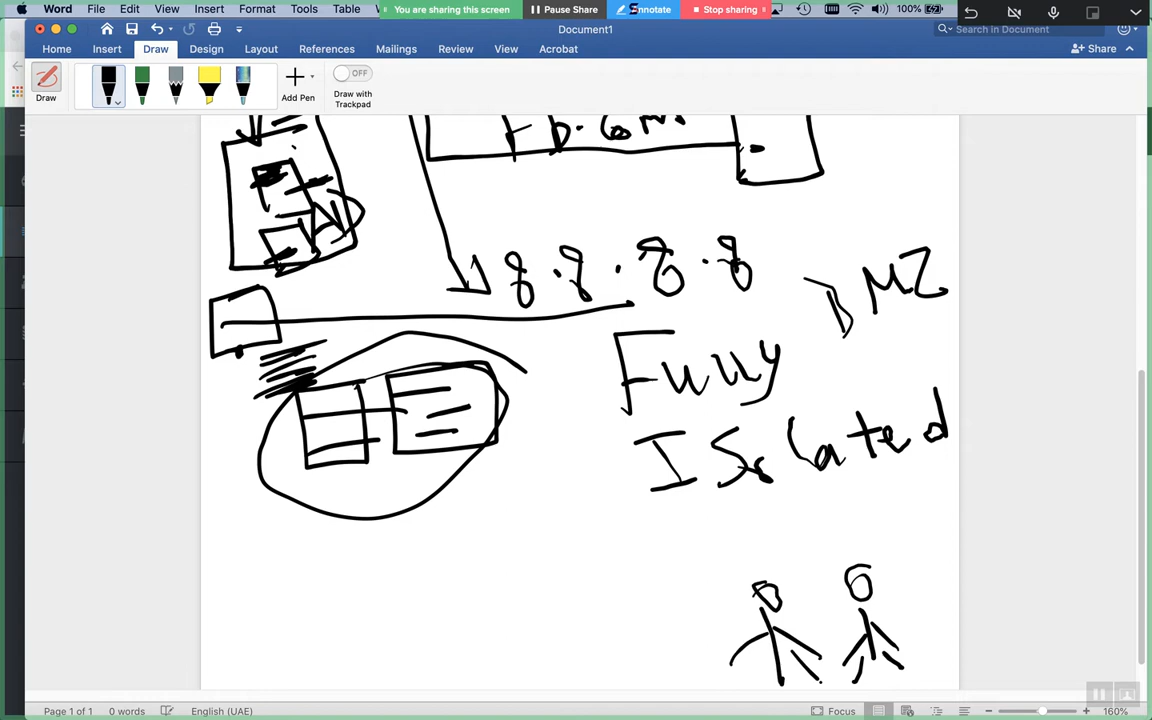 Word File Edit View Insert Format Tools Table You are sharing this screen Pause Share Annotate Stop sharing 100%
Document1
Search in Document
Home Insert Draw Design Layout References Mailings Review View Acrobat Share
Draw
OFF
Add Pen
Draw with
Trackpad
Fb.com
8.8.8.8
DMZ
Fully
Isolated
Page 1 of 1 0 words English (UAE) Focus 160%